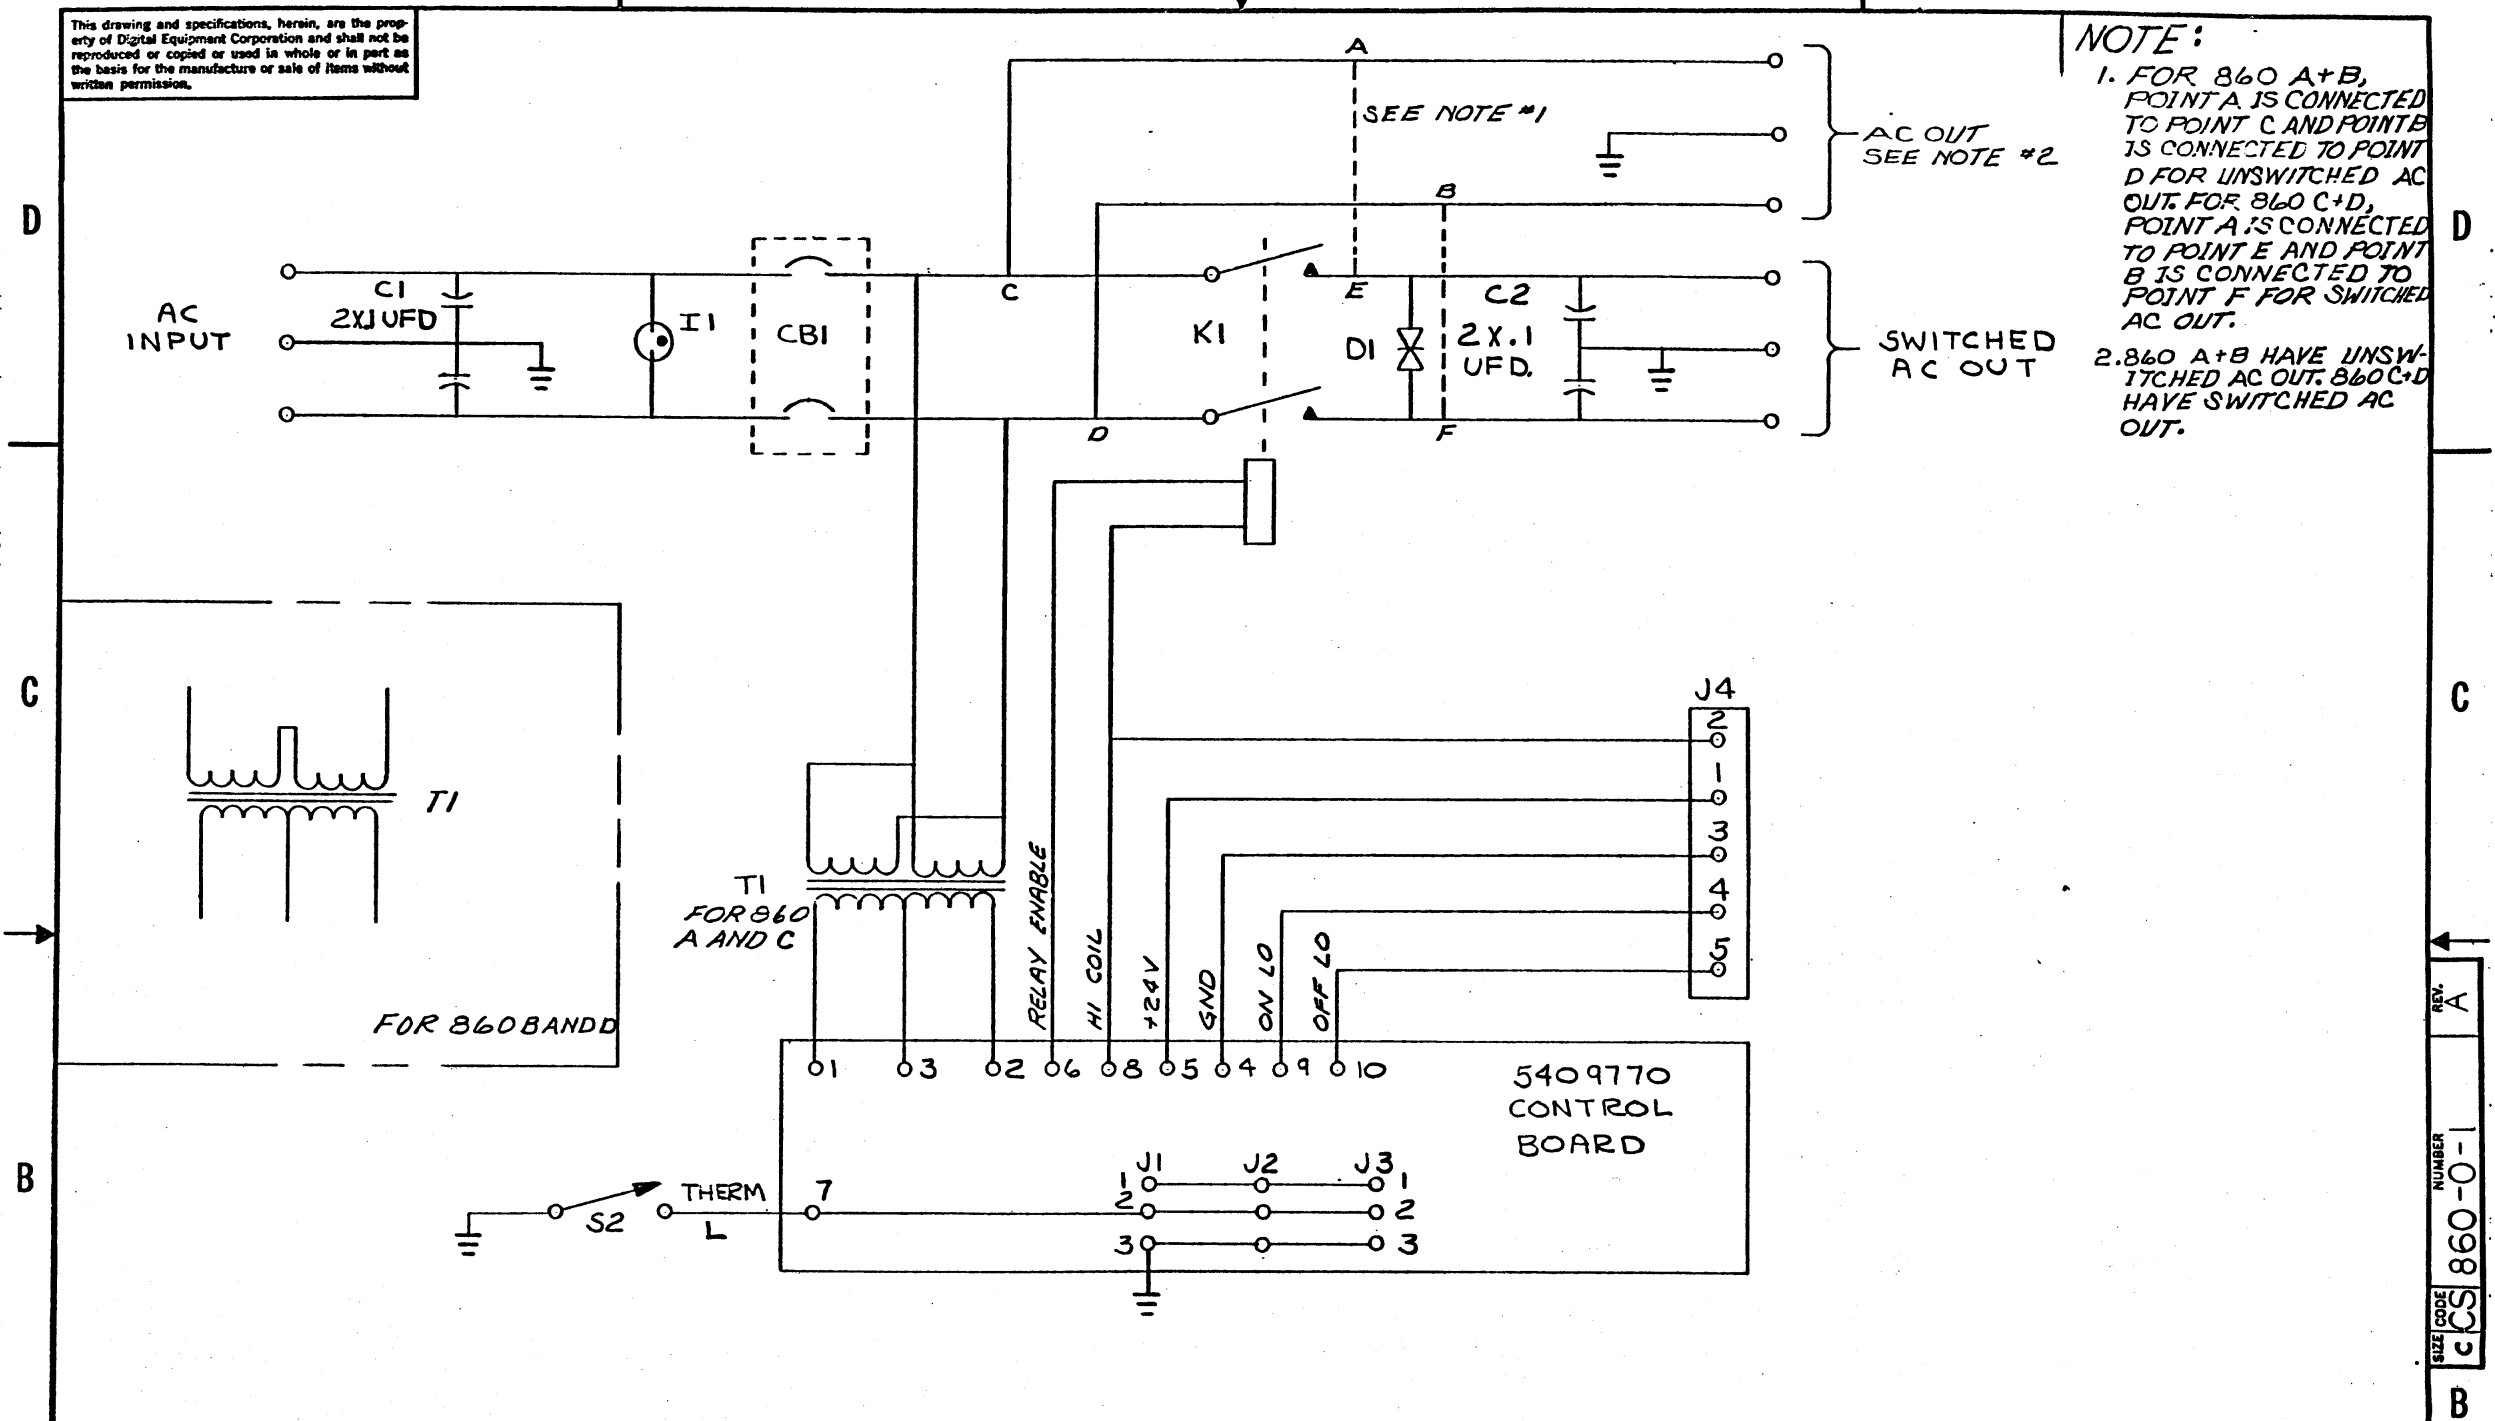 This drawing and specifications, herein, are the prop-
erty of Digital Equipment Corporation and shall not be
reproduced or copied or used in whole or in part as
the basis for the manufacture or sale of items without
written permission.
NOTE:
1. FOR 860 A+B,
POINT A IS CONNECTED
TO POINT C AND POINT B
IS CONNECTED TO POINT
D FOR UNSWITCHED AC
OUT. FOR 860 C+D,
POINT A IS CONNECTED
TO POINT E AND POINT
B IS CONNECTED TO
POINT F FOR SWITCHED
AC OUT.
2. 860 A+B HAVE UNSW-
ITCHED AC OUT. 860 C+D
HAVE SWITCHED AC
OUT.
A
SEE NOTE #1
AC OUT
SEE NOTE #2
B
D
D
AC
INPUT
C1
2X.1UFD
I1
CB1
C
D
K1
E
F
D1
C2
2X.1
UFD.
SWITCHED
AC OUT
C
C
T1
FOR 860 B AND D
T1
FOR 860
A AND C
RELAY ENABLE
HI COIL
+24V
GND
ON LO
OFF LO
J4
2
1
3
4
5
1
3
2
6
8
5
4
9
10
5409770
CONTROL
BOARD
J1
J2
J3
1
1
2
2
3
3
S2
THERM
L
7
B
B
REV.
A
NUMBER
860-0-1
CODE
CS
SIZE
C